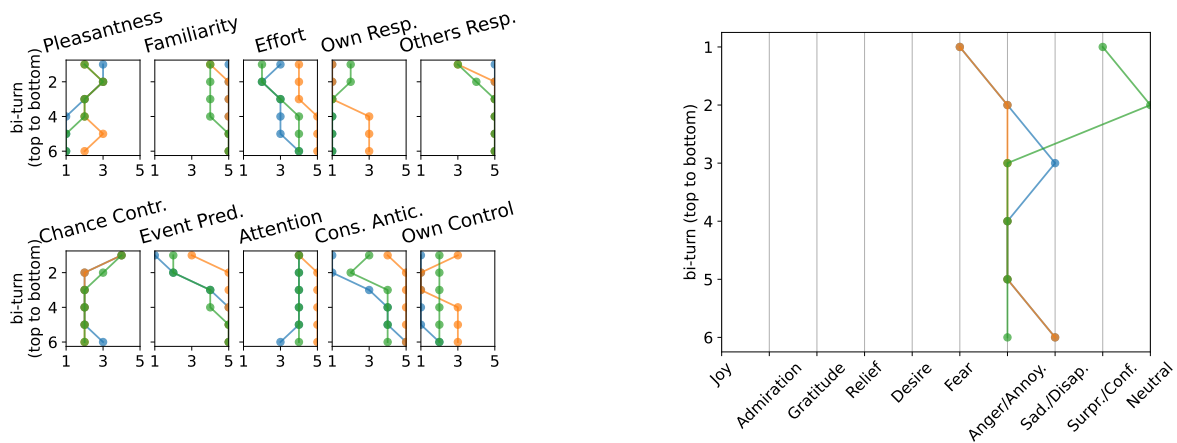 Pleasantness Familiarity Effort Own Resp. Others Resp.
bi-turn
(top to bottom)
2
4
6
1 3 5 1 3 5 1 3 5 1 3 5 1 3 5
Chance Contr. Event Pred. Attention Cons. Antic. Own Control
bi-turn
(top to bottom)
2
4
6
1 3 5 1 3 5 1 3 5 1 3 5 1 3 5
bi-turn (top to bottom)
1
2
3
4
5
6
Joy
Admiration
Gratitude
Relief
Desire
Fear
Anger/Annoy.
Sad./Disap.
Surpr./Conf.
Neutral